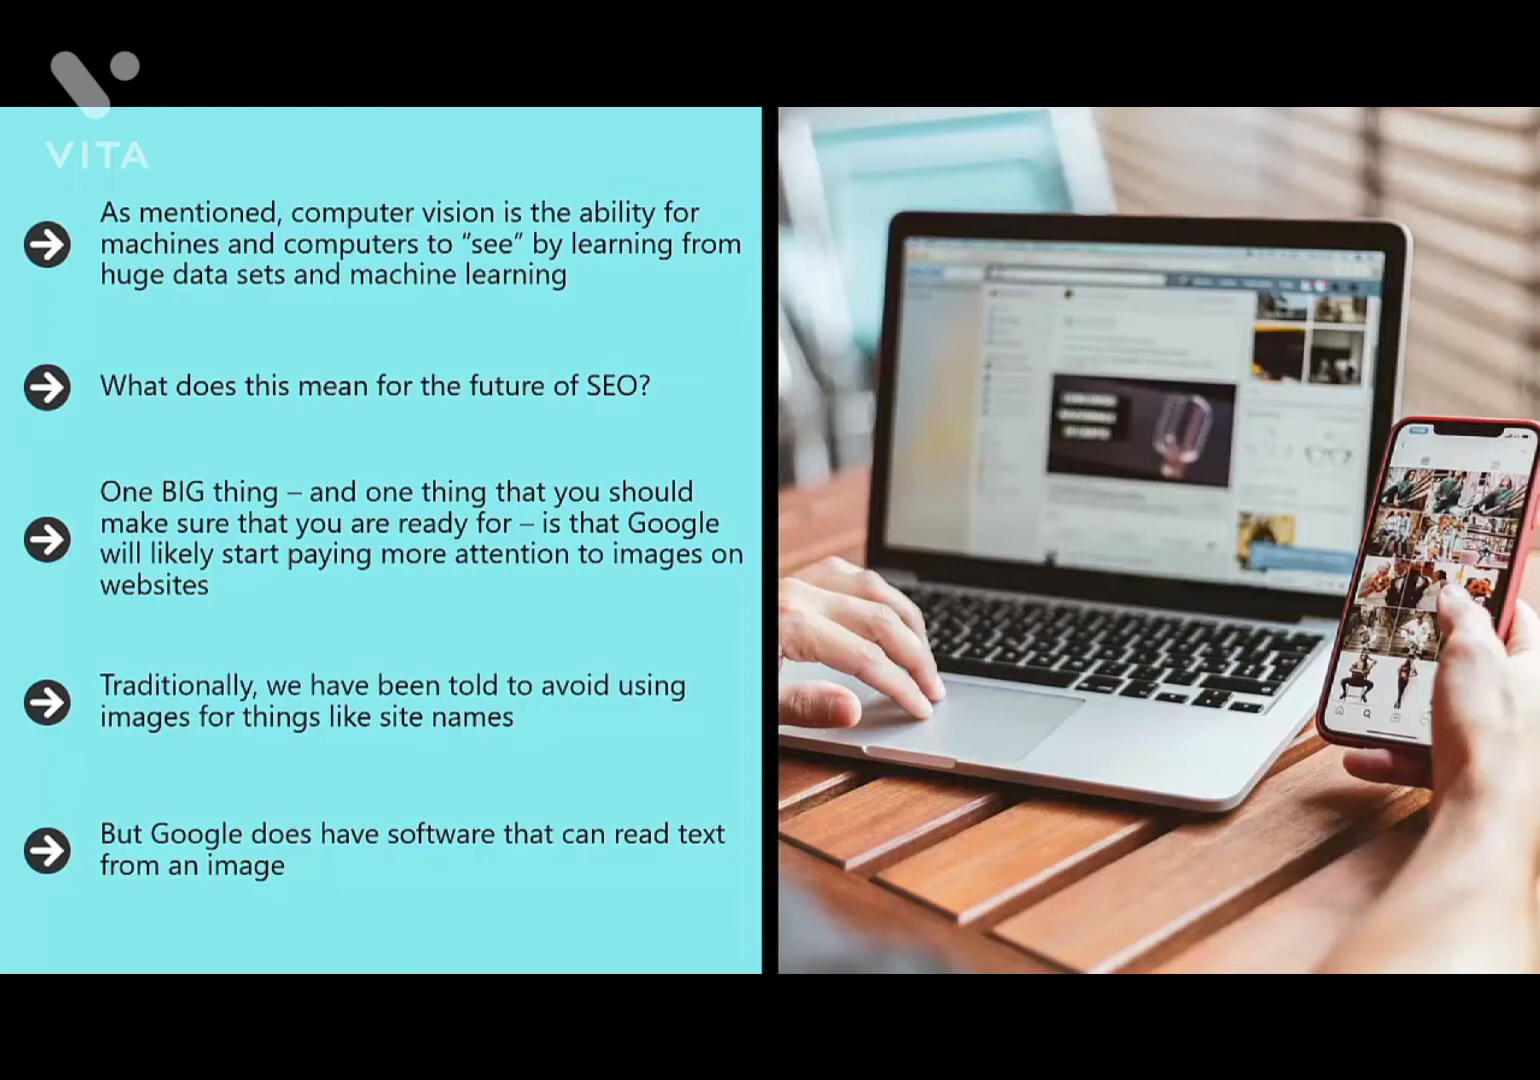 VITA
As mentioned, computer vision is the ability for
machines and computers to “see” by learning from
huge data sets and machine learning
What does this mean for the future of SEO?
One BIG thing – and one thing that you should
make sure that you are ready for – is that Google
will likely start paying more attention to images on
websites
Traditionally, we have been told to avoid using
images for things like site names
But Google does have software that can read text
from an image